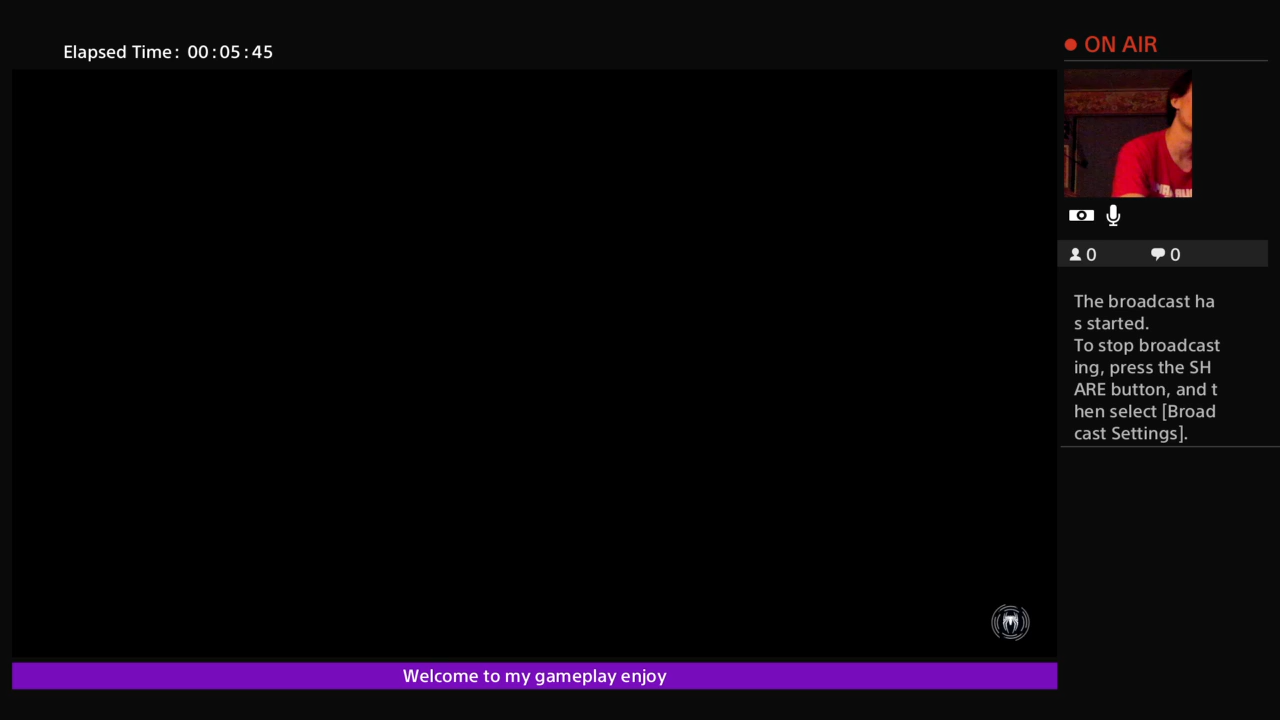 Elapsed Time: 00:05:45
ON AIR
0
0
The broadcast ha
s started.
To stop broadcast
ing, press the SH
ARE button, and t
hen select [Broad
cast Settings].
Welcome to my gameplay enjoy